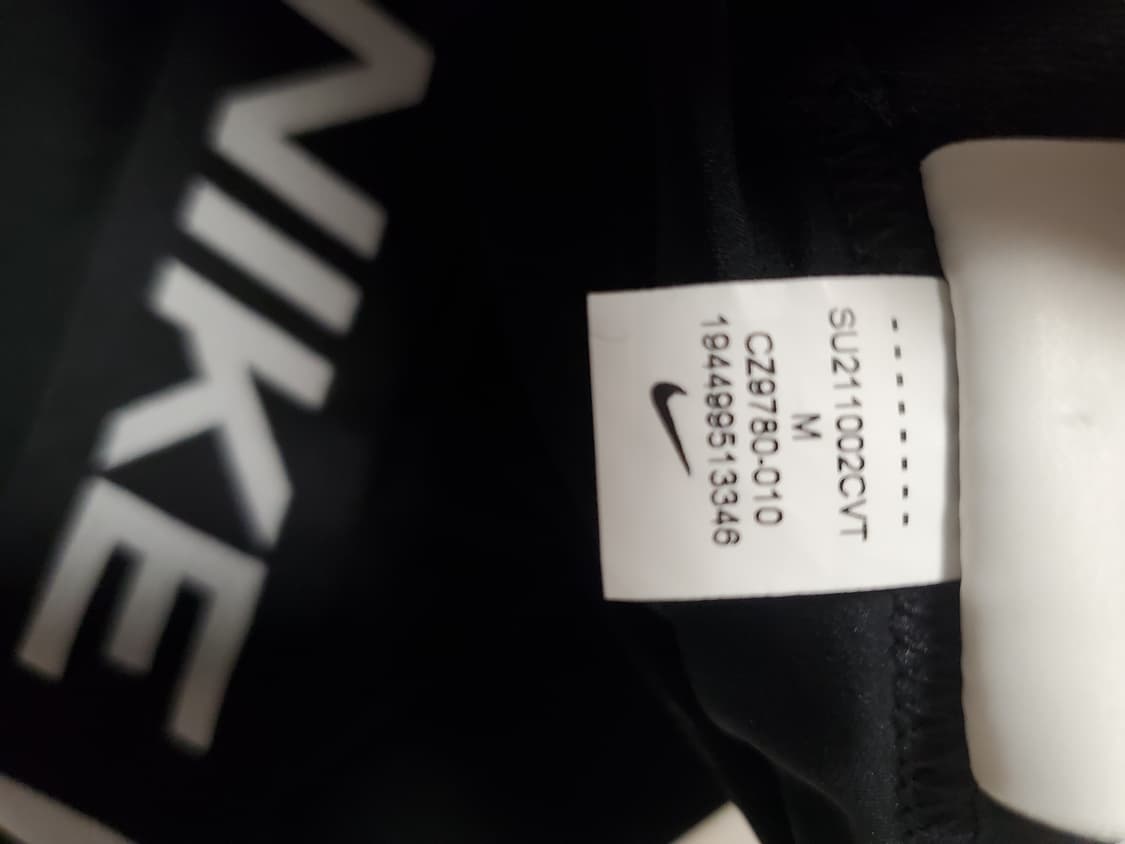 NIKE
- - - - - - - -
SU211002CVT
M
CZ9780-010
194499513346